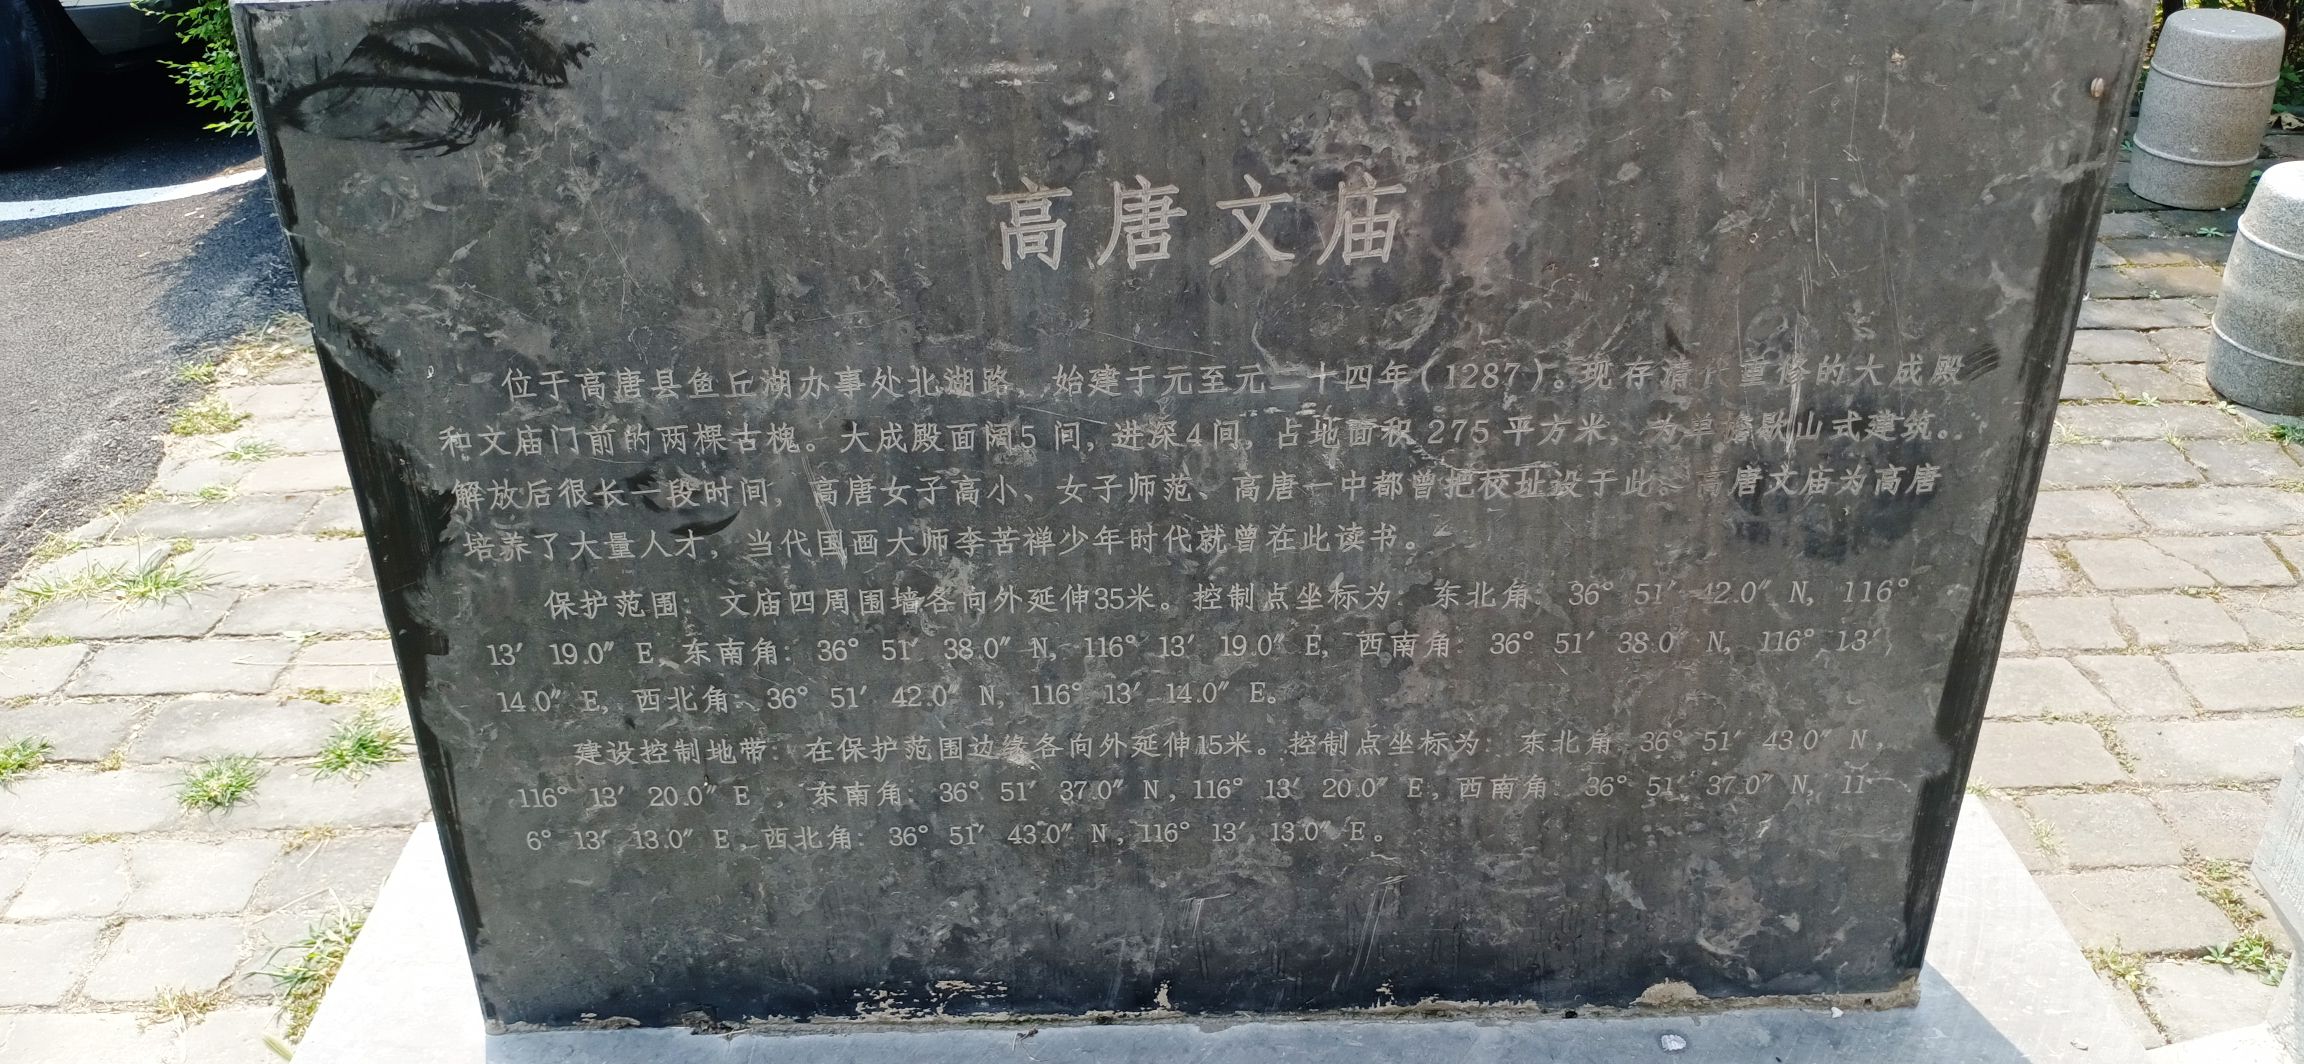 高唐文庙
位于高唐县鱼丘湖办事处北湖路，始建于元至元二十四年（1287）。现存清代重修的大成殿
和文庙门前的两棵古槐。大成殿面阔5 间，进深4间，占地面积 275 平方米，为单檐歇山式建筑。
解放后很长一段时间，高唐女子高小、女子师范、高唐一中都曾把校址设于此。高唐文庙为高唐
培养了大量人才，当代国画大师李苦禅少年时代就曾在此读书。
保护范围：文庙四周围墙各向外延伸35米。控制点坐标为：东北角：36° 51′ 42.0″ N, 116°
13′ 19.0″ E, 东南角：36° 51′ 38.0″ N, 116° 13′ 19.0″ E, 西南角：36° 51′ 38.0″ N, 116° 13′
14.0″ E, 西北角：36° 51′ 42.0″ N, 116° 13′ 14.0″ E。
建设控制地带：在保护范围边缘各向外延伸15米。控制点坐标为：东北角：36° 51′ 43.0″ N,
116° 13′ 20.0″ E , 东南角：36° 51′ 37.0″ N, 116° 13′ 20.0″ E, 西南角：36° 51′ 37.0″ N, 11
6° 13′ 13.0″ E, 西北角：36° 51′ 43.0″ N, 116° 13′ 13.0″ E。